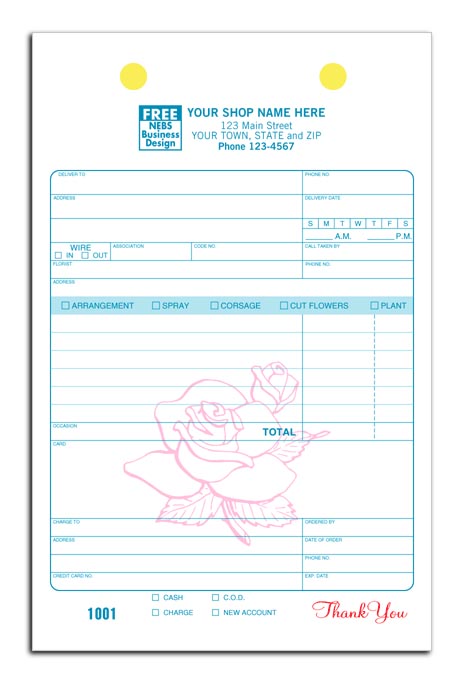 FREE
NEBS
Business
Design
YOUR SHOP NAME HERE
123 Main Street
YOUR TOWN, STATE and ZIP
Phone 123-4567
DELIVER TO
PHONE NO.
ADDRESS
DELIVERY DATE
S M T W T F S
A.M. P.M.
WIRE
IN OUT
ASSOCIATION
CODE NO.
CALL TAKEN BY
FLORIST
PHONE NO.
ADDRESS
ARRANGEMENT SPRAY CORSAGE CUT FLOWERS PLANT
OCCASION
TOTAL
CARD
CHARGE TO
ORDERED BY
ADDRESS
DATE OF ORDER
PHONE NO.
CREDIT CARD NO.
EXP. DATE
CASH C.O.D.
1001
CHARGE NEW ACCOUNT
Thank You